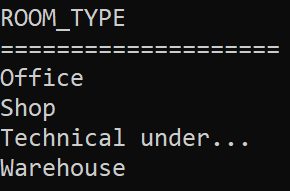 ROOM_TYPE
====================
Office
Shop
Technical under...
Warehouse